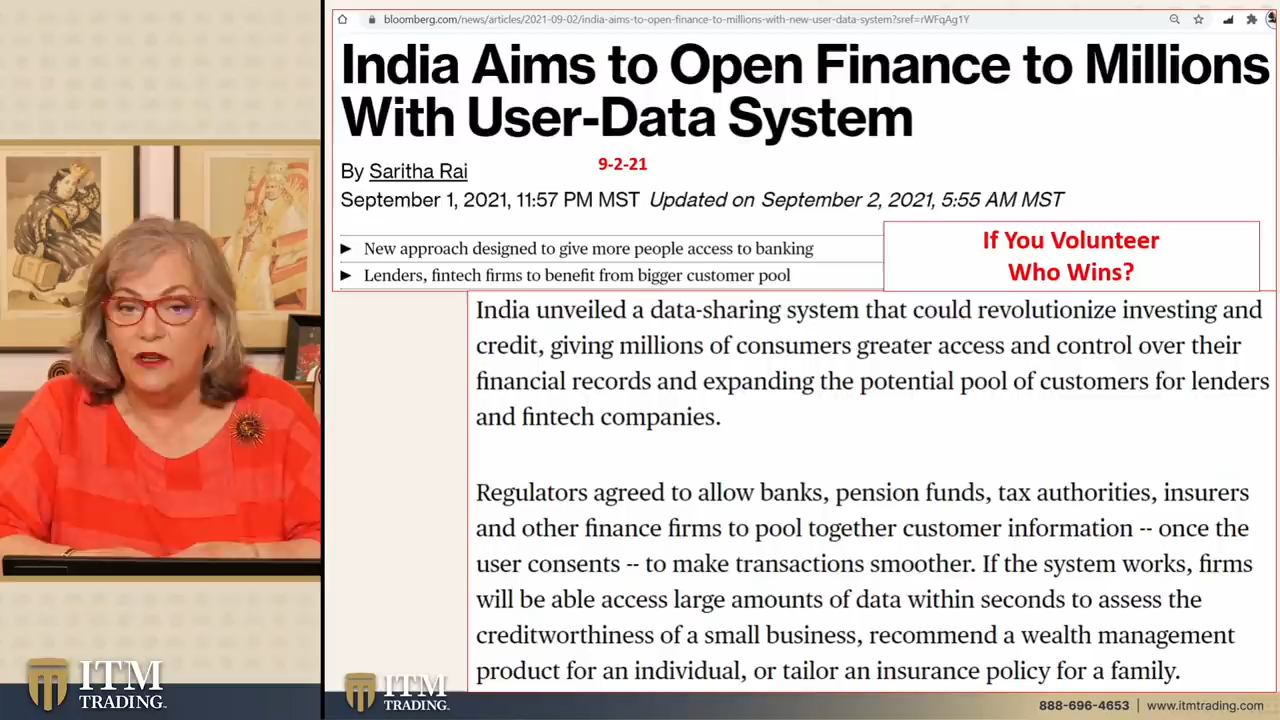 bloomberg.com/news/articles/2021-09-02/india-aims-to-open-finance-to-millions-with-new-user-data-system?sref=rWFqAg1Y
India Aims to Open Finance to Millions
With User-Data System
9-2-21
By Saritha Rai
September 1, 2021, 11:57 PM MST Updated on September 2, 2021, 5:55 AM MST
► New approach designed to give more people access to banking
► Lenders, fintech firms to benefit from bigger customer pool
If You Volunteer
Who Wins?
India unveiled a data-sharing system that could revolutionize investing and
credit, giving millions of consumers greater access and control over their
financial records and expanding the potential pool of customers for lenders
and fintech companies.
Regulators agreed to allow banks, pension funds, tax authorities, insurers
and other finance firms to pool together customer information -- once the
user consents -- to make transactions smoother. If the system works, firms
will be able access large amounts of data within seconds to assess the
creditworthiness of a small business, recommend a wealth management
product for an individual, or tailor an insurance policy for a family.
ITM
TRADING.
ITM
TRADING.
888-696-4653 | www.itmtrading.com